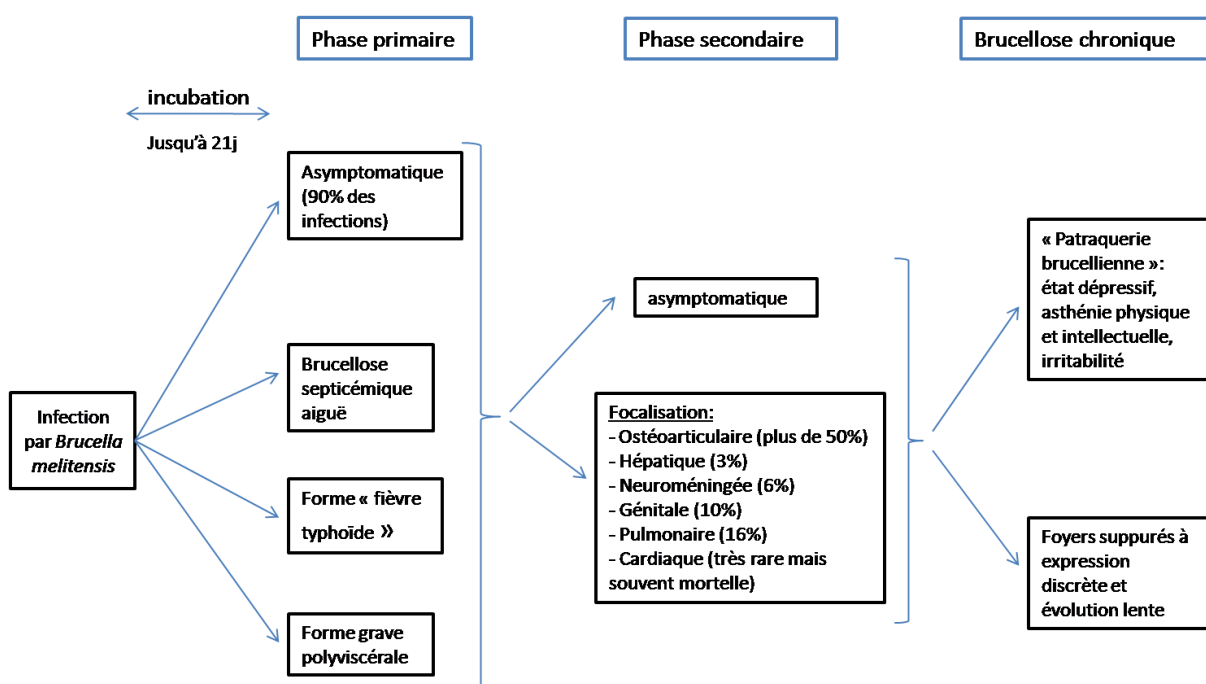 Phase primaire
Phase secondaire
Brucellose chronique
incubation
Jusqu'à 21j
Asymptomatique
(90% des
infections)
« Patraquerie
brucellienne »:
état dépressif,
asthénie physique
et intellectuelle,
irritabilité
asymptomatique
Brucellose
septicémique
aiguë
Infection
par Brucella
melitensis
Focalisation:
- Ostéoarticulaire (plus de 50%)
- Hépatique (3%)
- Neuroméningée (6%)
- Génitale (10%)
- Pulmonaire (16%)
- Cardiaque (très rare mais
souvent mortelle)
Forme « fièvre
typhoïde »
Foyers suppurés à
expression
discrète et
évolution lente
Forme grave
polyviscérale